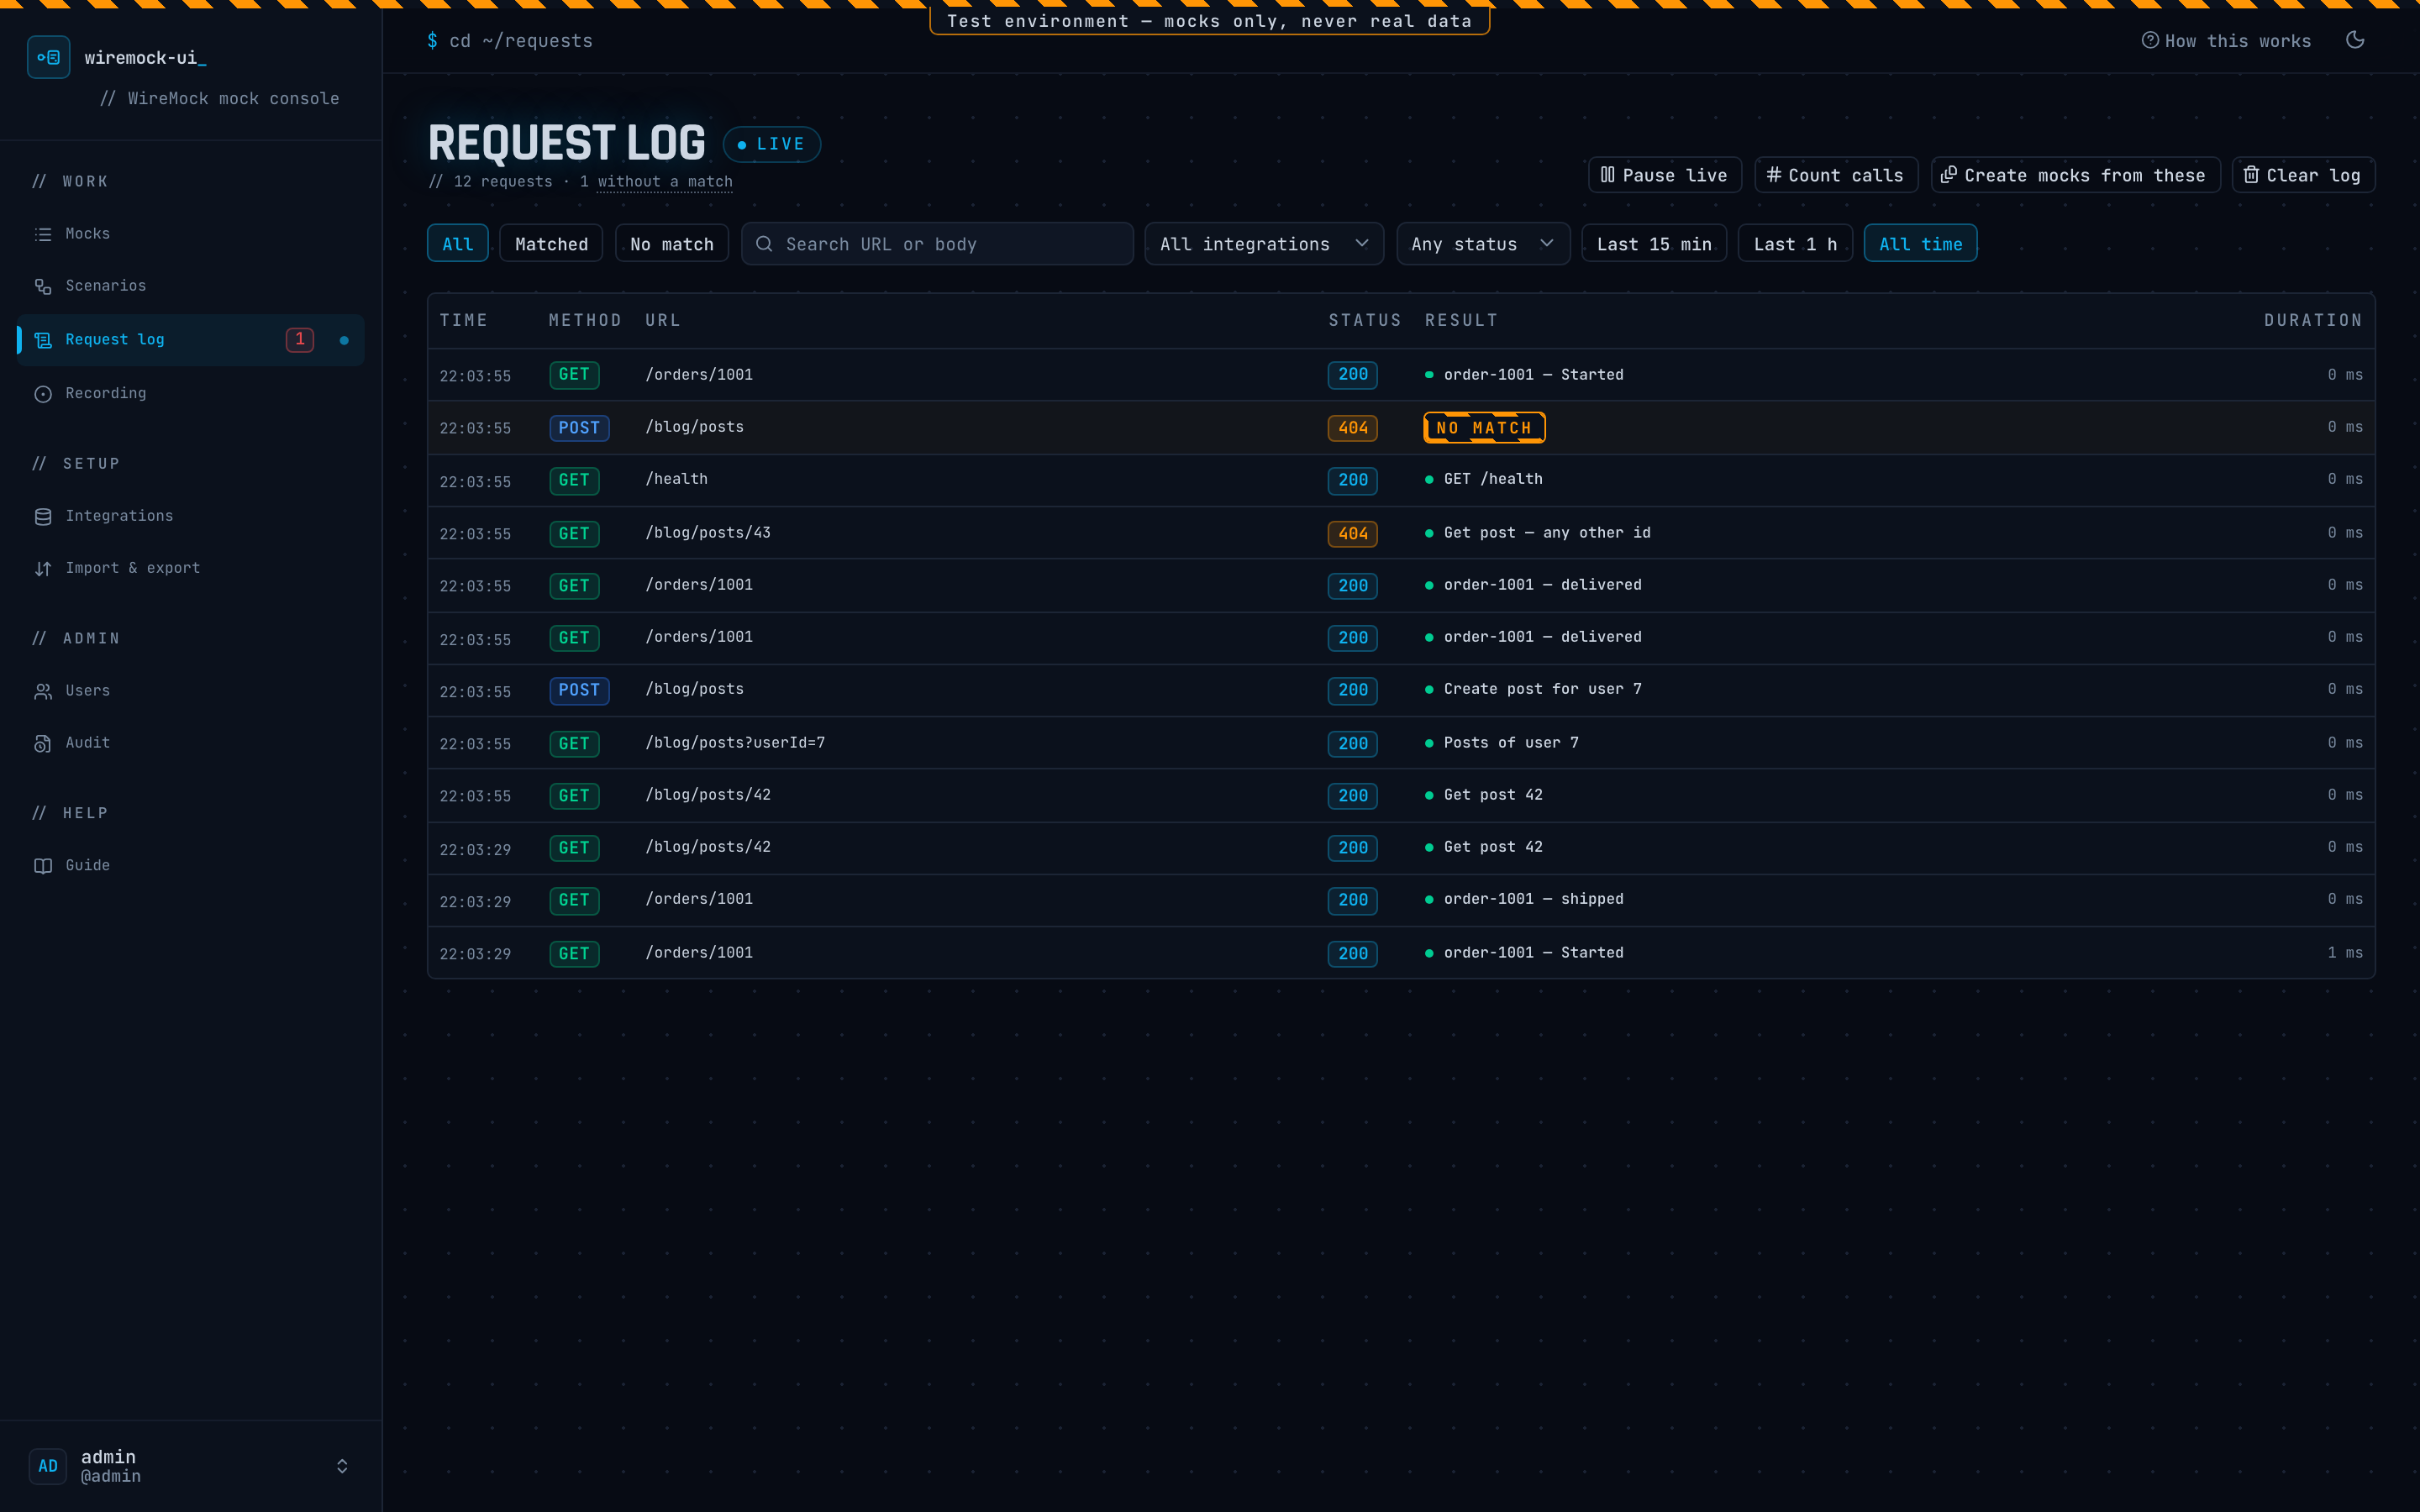 Test environment — mocks only, never real data
wiremock-ui_
// WireMock mock console
$ cd ~/requests
How this works
// WORK
Mocks
Scenarios
Request log 1
Recording
// SETUP
Integrations
Import & export
// ADMIN
Users
Audit
// HELP
Guide
AD
admin
@admin
REQUEST LOG
LIVE
// 12 requests · 1 without a match
Pause live
Count calls
Create mocks from these
Clear log
All
Matched
No match
Search URL or body
All integrations
Any status
Last 15 min
Last 1 h
All time
TIME METHOD URL STATUS RESULT DURATION
22:03:55 GET /orders/1001 200 order-1001 — Started 0 ms
22:03:55 POST /blog/posts 404 NO MATCH 0 ms
22:03:55 GET /health 200 GET /health 0 ms
22:03:55 GET /blog/posts/43 404 Get post — any other id 0 ms
22:03:55 GET /orders/1001 200 order-1001 — delivered 0 ms
22:03:55 GET /orders/1001 200 order-1001 — delivered 0 ms
22:03:55 POST /blog/posts 200 Create post for user 7 0 ms
22:03:55 GET /blog/posts?userId=7 200 Posts of user 7 0 ms
22:03:55 GET /blog/posts/42 200 Get post 42 0 ms
22:03:29 GET /blog/posts/42 200 Get post 42 0 ms
22:03:29 GET /orders/1001 200 order-1001 — shipped 0 ms
22:03:29 GET /orders/1001 200 order-1001 — Started 1 ms